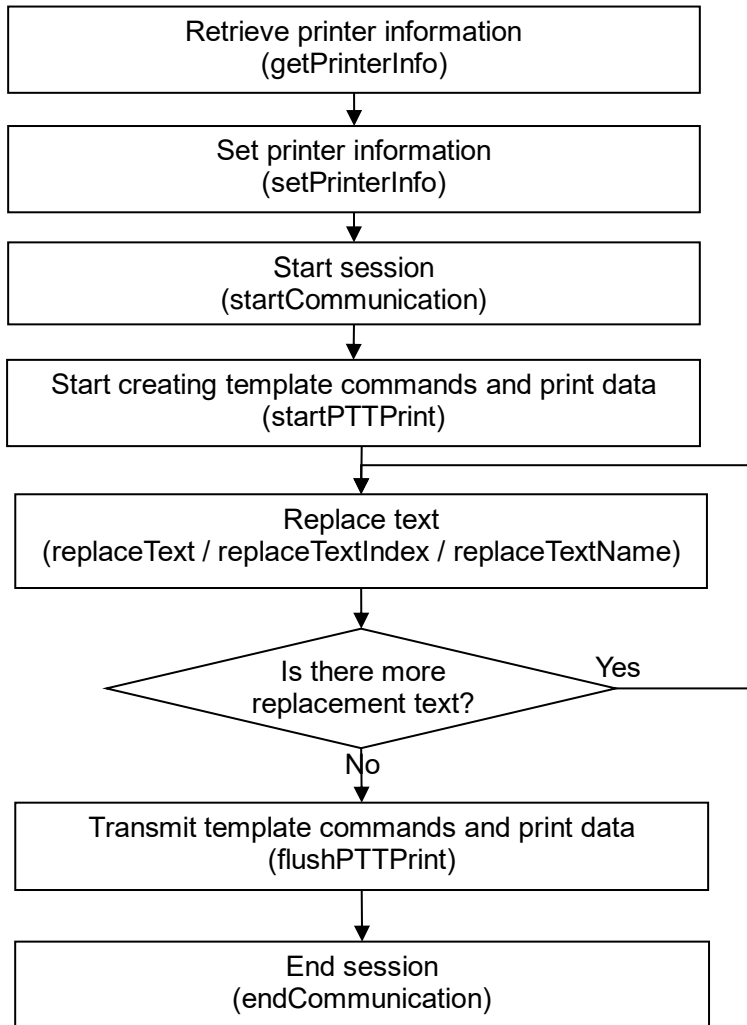 Retrieve printer information
(getPrinterInfo)
Set printer information
(setPrinterInfo)
Start session
(startCommunication)
Start creating template commands and print data
(startPTTPrint)
Replace text
(replaceText / replaceTextIndex / replaceTextName)
Is there more
replacement text?
Yes
No
Transmit template commands and print data
(flushPTTPrint)
End session
(endCommunication)